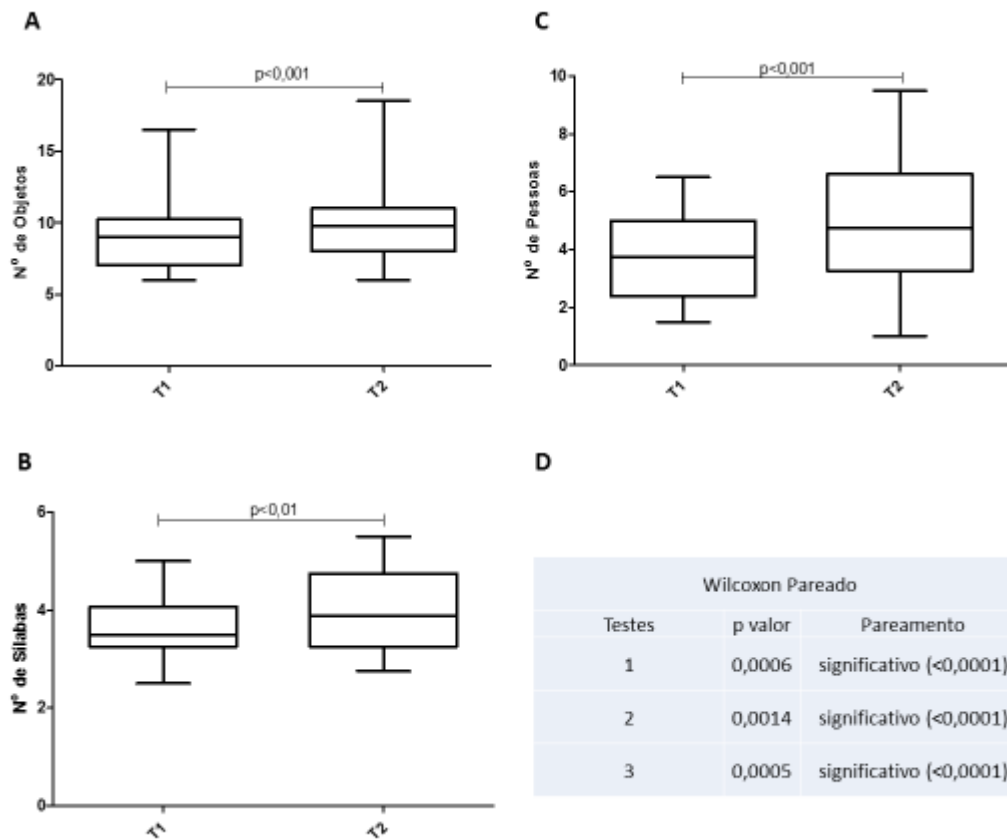 A
p<0,001
20
15
10
5
0
Nº de Objetos
T1
T2
C
p<0,001
10
8
6
4
2
0
Nº de Pessoas
T1
T2
B
p<0,01
6
4
2
0
Nº de Sílabas
T1
T2
D
Wilcoxon Pareado
Testes p valor Pareamento
1 0,0006 significativo (<0,0001)
2 0,0014 significativo (<0,0001)
3 0,0005 significativo (<0,0001)